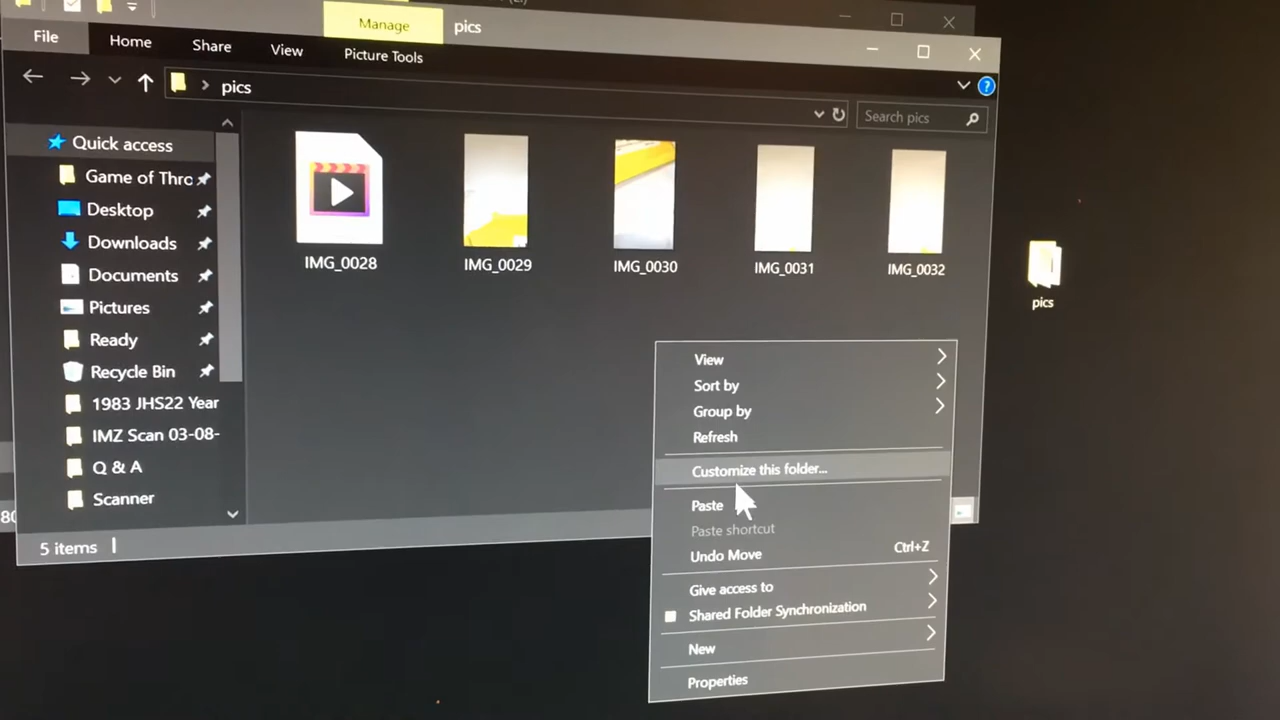 Manage
pics
File
Home
Share
View
Picture Tools
pics
Search pics
Quick access
Game of Thro
Desktop
Downloads
Documents
Pictures
Ready
Recycle Bin
1983 JHS22 Year
IMZ Scan 03-08-
Q & A
Scanner
IMG_0028
IMG_0029
IMG_0030
IMG_0031
IMG_0032
pics
View
Sort by
Group by
Refresh
Customize this folder...
Paste
Paste shortcut
Undo Move Ctrl+Z
Give access to
Shared Folder Synchronization
New
Properties
5 items